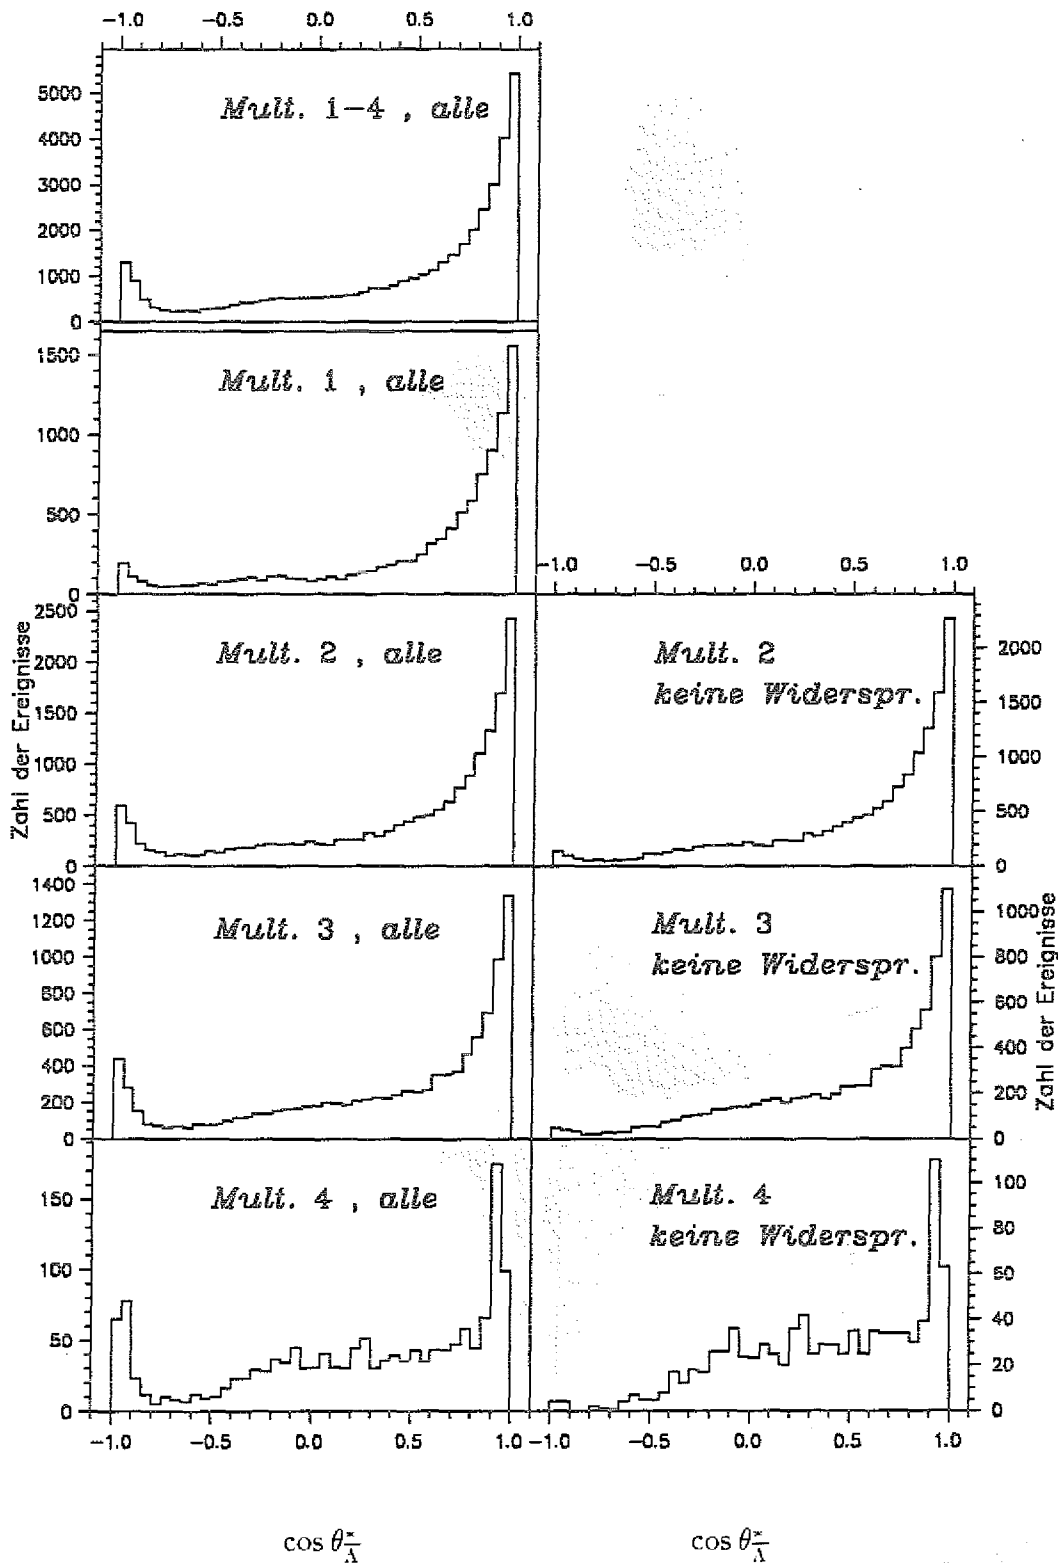 -1.0 -0.5 0.0 0.5 1.0
Mult. 1-4 , alle
5000
4000
3000
2000
1000
0
Mult. 1 , alle
1500
1000
500
0
-1.0 -0.5 0.0 0.5 1.0
Zahl der Ereignisse
Mult. 2 , alle
2500
2000
1500
1000
500
0
Mult. 2
keine Widerspr.
2000
1500
1000
500
0
Mult. 3 , alle
1400
1200
1000
800
600
400
200
0
Mult. 3
keine Widerspr.
1000
800
600
400
200
0
Zahl der Ereignisse
Mult. 4 , alle
150
100
50
0
Mult. 4
keine Widerspr.
100
80
60
40
20
0
-1.0 -0.5 0.0 0.5 1.0 -1.0 -0.5 0.0 0.5 1.0
cos θ*Λ̄ cos θ*Λ̄